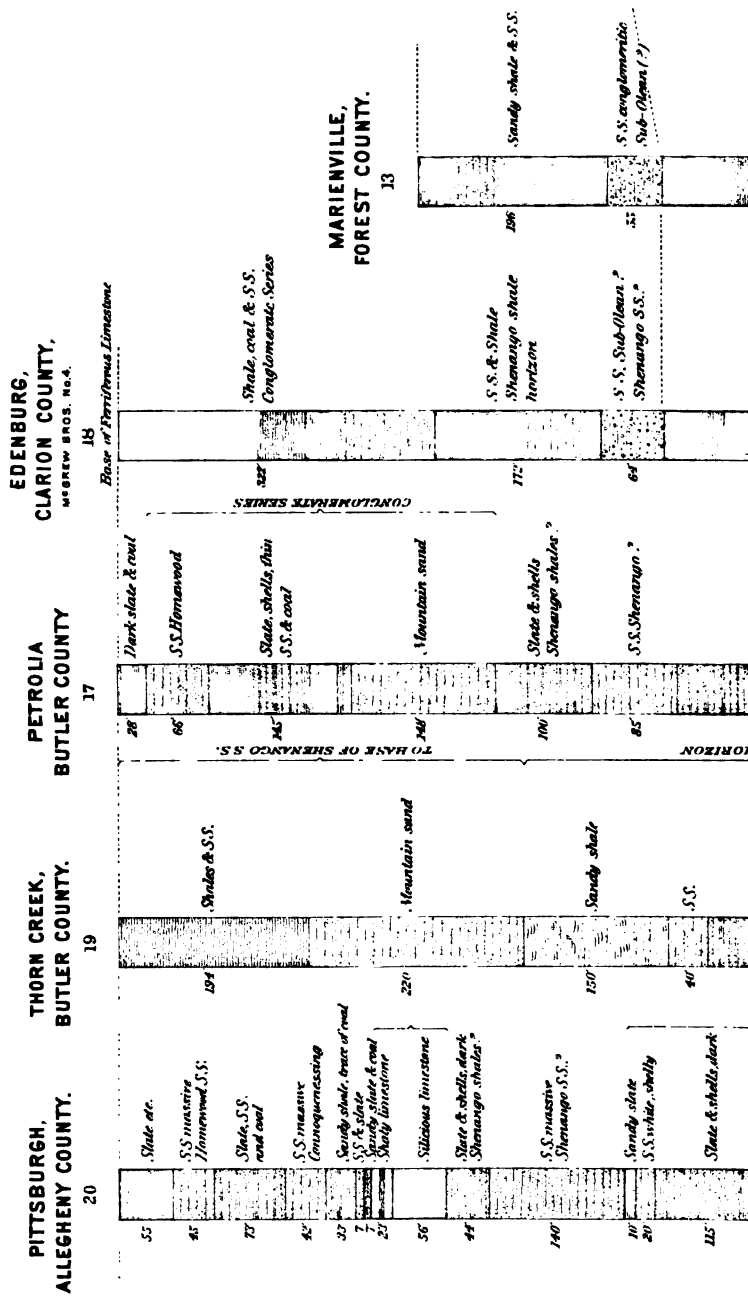 PITTSBURGH,
ALLEGHENY COUNTY.
20
55'
Slate etc.
45'
S.S. massive
Homewood S.S.
73'
Slate, S.S.
and coal
42'
S.S. massive
Connoquenessing
33'
Sandy shale, trace of coal
7'
S.S. & slate
7'
Sandy slate & coal
23'
Shaly limestone
56'
Silicious limestone
44'
Slate & shells, dark
Shenango shales?
140'
S.S. massive
Shenango S.S.?
10'
Sandy slate
20'
S.S. white, shelly
115'
Slate & shells, dark
THORN CREEK,
BUTLER COUNTY.
19
194'
Shales & S.S.
220'
Mountain sand
150'
Sandy shale
40'
S.S.
TO BASE OF SHENANGO S.S.
HORIZON
PETROLIA
BUTLER COUNTY
17
28'
Dark slate & coal
66'
S.S. Homewood
145'
Slate, shells, thin
S.S. & coal
148'
Mountain sand
100'
Slate & shells
Shenango shales?
85'
S.S. Shenango?
CONGLOMERATE SERIES
EDENBURG,
CLARION COUNTY,
McGREW BROS. No.4.
18
Base of Ferriferous Limestone
322'
Shale, coal & S.S.
Conglomerate Series
172'
S.S. & Shale
Shenango shale
horizon
64'
S.S. Sub-Olean?
Shenango S.S.?
MARIENVILLE,
FOREST COUNTY.
13
196'
Sandy shale & S.S.
55'
S.S. conglomeritic
Sub-Olean (?)